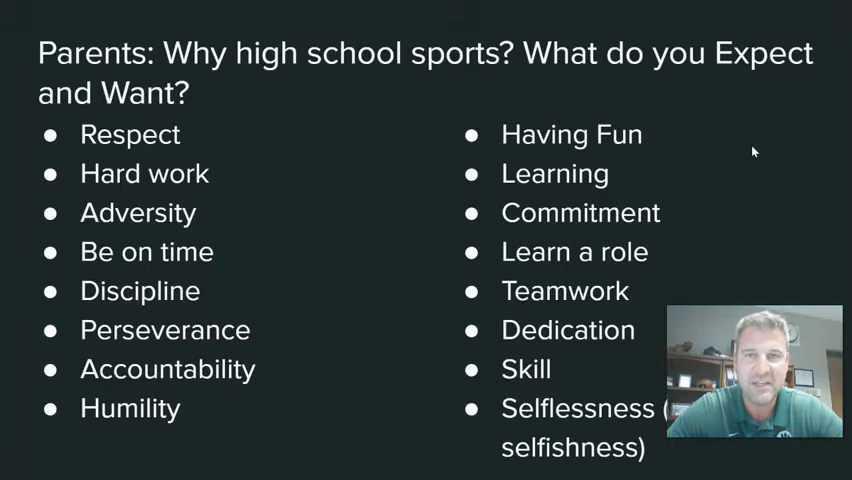 Parents: Why high school sports? What do you Expect
and Want?
● Respect
● Hard work
● Adversity
● Be on time
● Discipline
● Perseverance
● Accountability
● Humility
● Having Fun
● Learning
● Commitment
● Learn a role
● Teamwork
● Dedication
● Skill
● Selflessness (
selfishness)